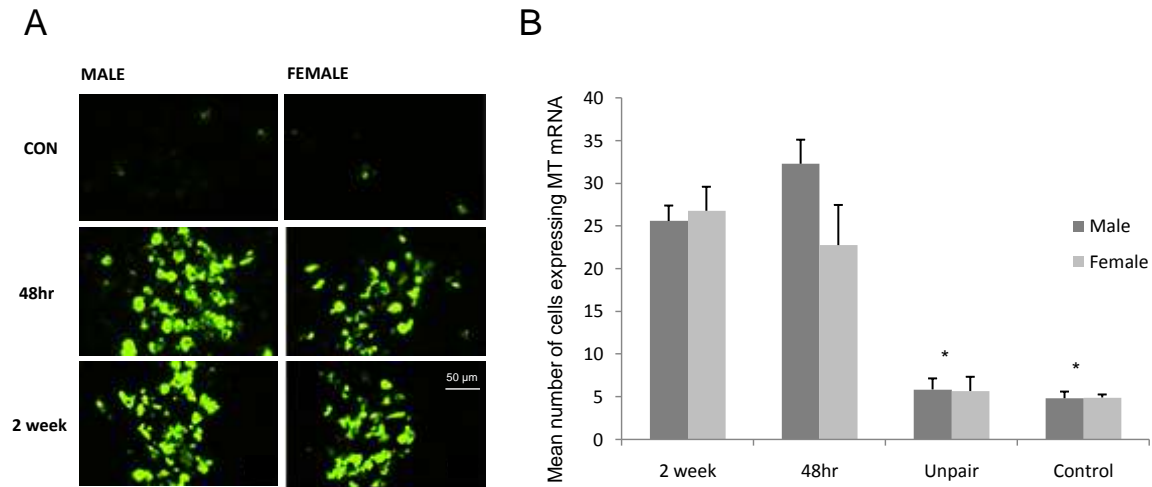 A
B
MALE
FEMALE
CON
48hr
2 week
50 µm
Mean number of cells expressing MT mRNA
40
35
30
25
20
15
10
5
0
*
*
Male
Female
2 week
48hr
Unpair
Control